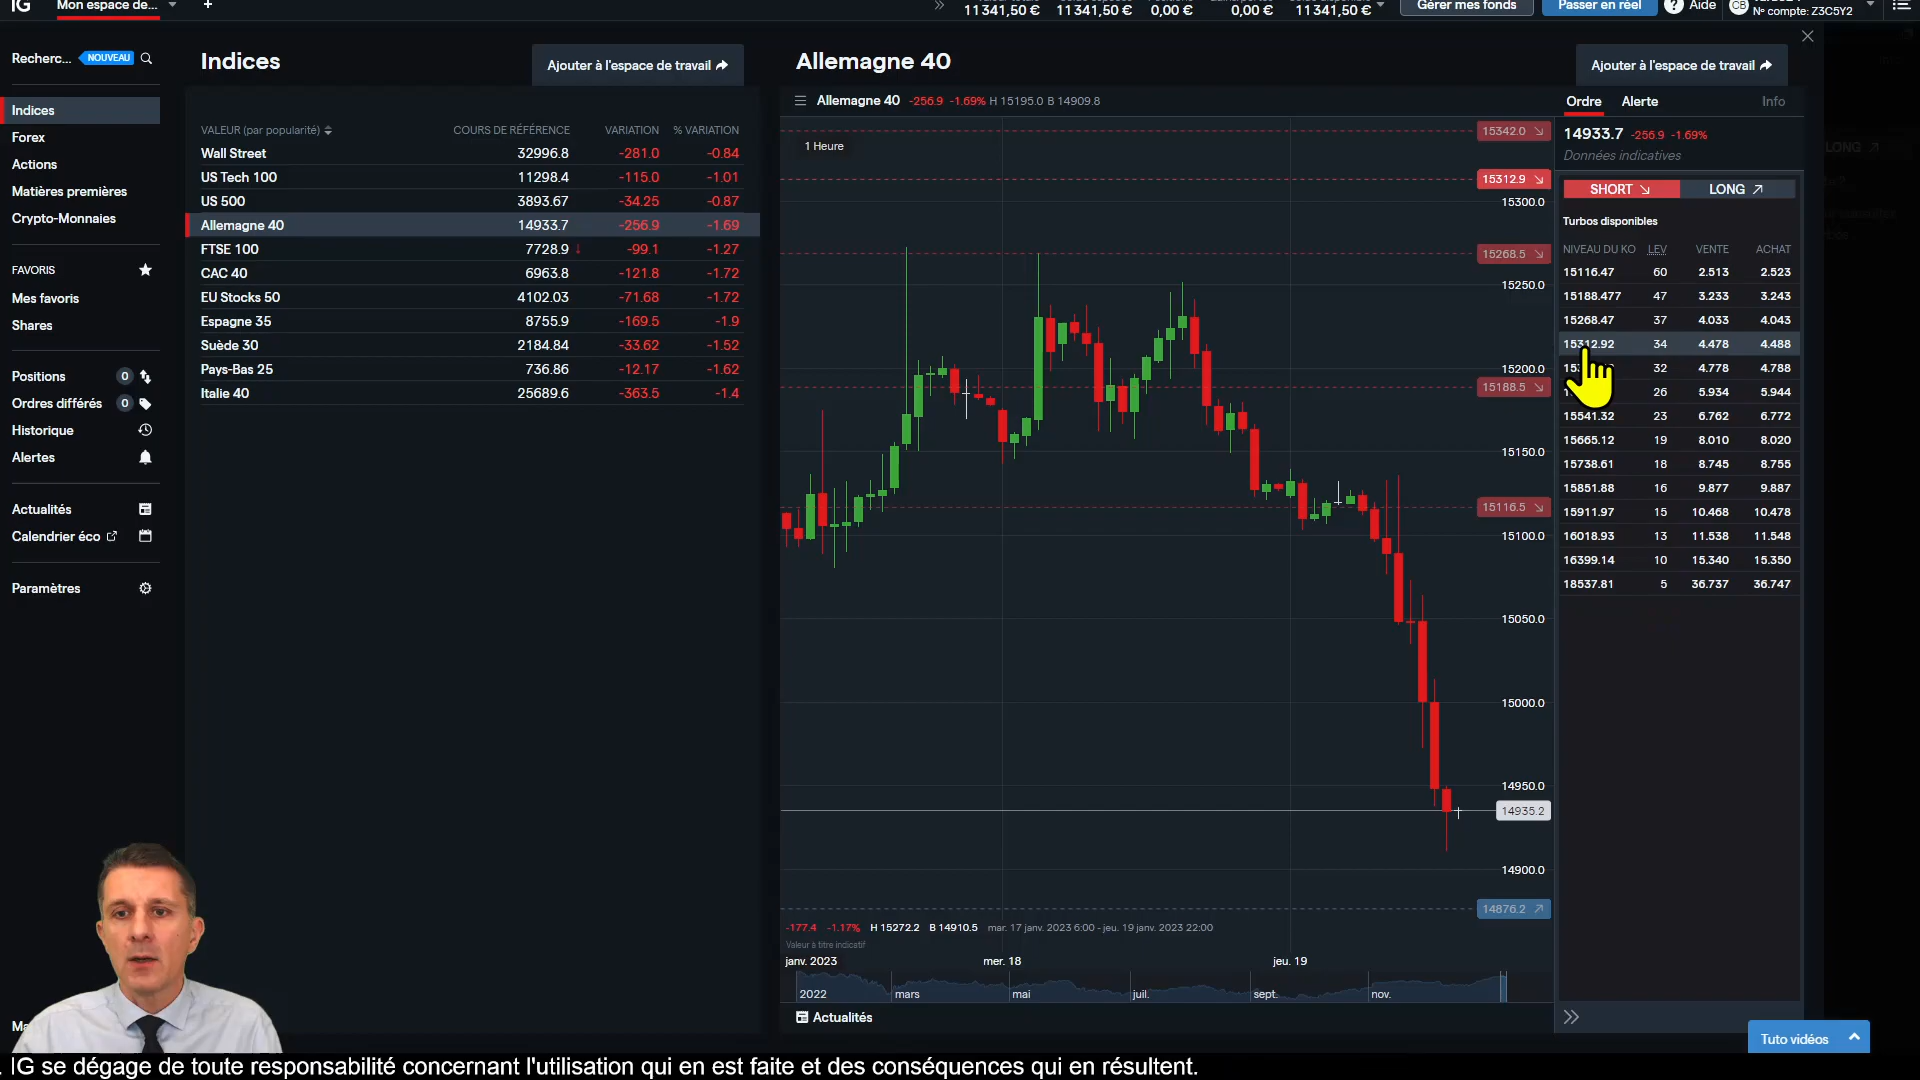 IG
Mon espace de...
+
11 341,50 € 11 341,50 € 0,00 € 0,00 € 11 341,50 €
Gérer mes fonds
Passer en réel
? Aide
CB
Nº compte: Z3C5Y2
Recherc... NOUVEAU
Indices
Forex
Actions
Matières premières
Crypto-Monnaies
FAVORIS
Mes favoris
Shares
Positions 0
Ordres différés 0
Historique
Alertes
Actualités
Calendrier éco
Paramètres
Indices
Ajouter à l'espace de travail
VALEUR (par popularité) COURS DE RÉFÉRENCE VARIATION % VARIATION
Wall Street 32996.8 -281.0 -0.84
US Tech 100 11298.4 -115.0 -1.01
US 500 3893.67 -34.25 -0.87
Allemagne 40 14933.7 -256.9 -1.69
FTSE 100 7728.9 -99.1 -1.27
CAC 40 6963.8 -121.8 -1.72
EU Stocks 50 4102.03 -71.68 -1.72
Espagne 35 8755.9 -169.5 -1.9
Suède 30 2184.84 -33.62 -1.52
Pays-Bas 25 736.86 -12.17 -1.62
Italie 40 25689.6 -363.5 -1.4
Allemagne 40
Ajouter à l'espace de travail
Allemagne 40 -256.9 -1.69% H 15195.0 B 14909.8
1 Heure
15342.0
15312.9
15300.0
15268.5
15250.0
15200.0
15188.5
15150.0
15116.5
15100.0
15050.0
15000.0
14950.0
14935.2
14900.0
14876.2
-177.4 -1.17% H 15272.2 B 14910.5 mar. 17 janv. 2023 6:00 - jeu. 19 janv. 2023 22:00
Valeur à titre indicatif
janv. 2023 mer. 18 jeu. 19
2022 mars mai juil. sept. nov.
Actualités
Ordre Alerte Info
14933.7 -256.9 -1.69%
Données indicatives
SHORT LONG
Turbos disponibles
NIVEAU DU KO LEV VENTE ACHAT
15116.47 60 2.513 2.523
15188.477 47 3.233 3.243
15268.47 37 4.033 4.043
15312.92 34 4.478 4.488
32 4.778 4.788
26 5.934 5.944
15541.32 23 6.762 6.772
15665.12 19 8.010 8.020
15738.61 18 8.745 8.755
15851.88 16 9.877 9.887
15911.97 15 10.468 10.478
16018.93 13 11.538 11.548
16399.14 10 15.340 15.350
18537.81 5 36.737 36.747
LONG
Tuto vidéos
. IG se dégage de toute responsabilité concernant l'utilisation qui en est faite et des conséquences qui en résultent.